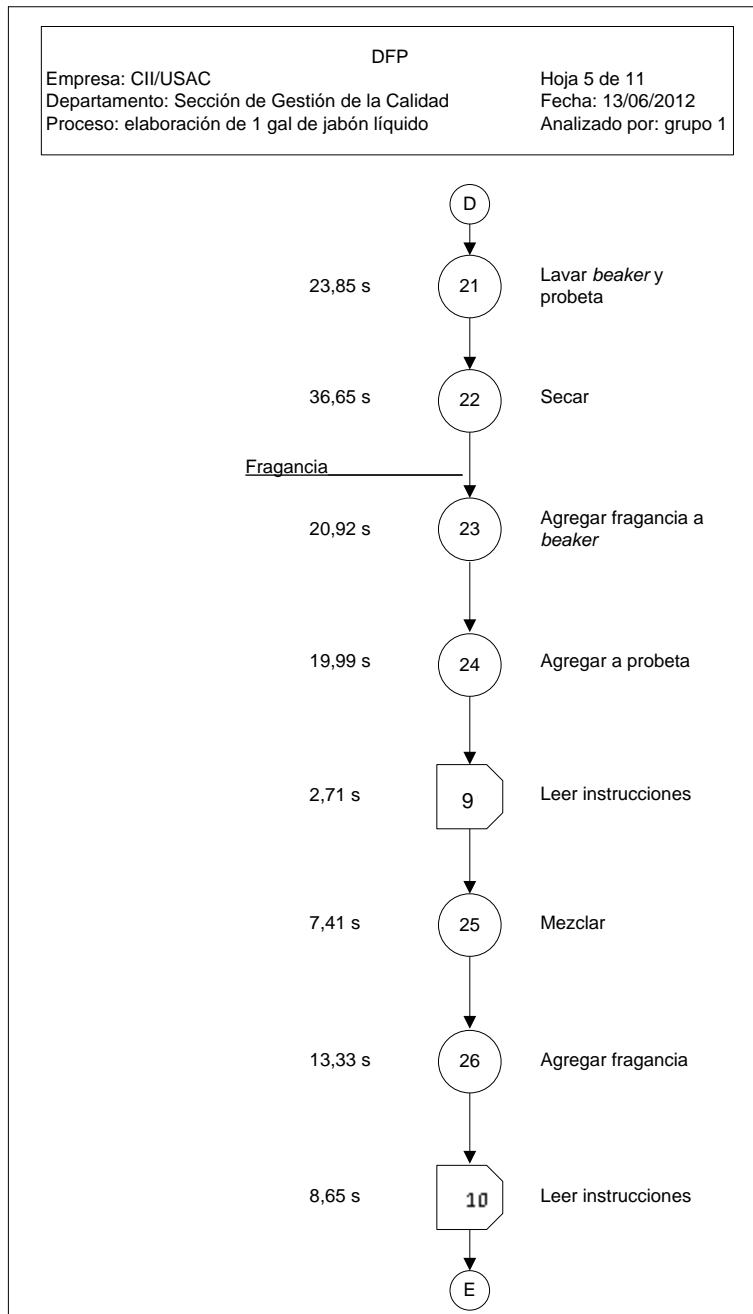 DFP
Empresa: CII/USAC Hoja 5 de 11
Departamento: Sección de Gestión de la Calidad Fecha: 13/06/2012
Proceso: elaboración de 1 gal de jabón líquido Analizado por: grupo 1
D
23,85 s 21 Lavar beaker y
probeta
36,65 s 22 Secar
Fragancia
20,92 s 23 Agregar fragancia a
beaker
19,99 s 24 Agregar a probeta
2,71 s 9 Leer instrucciones
7,41 s 25 Mezclar
13,33 s 26 Agregar fragancia
8,65 s 10 Leer instrucciones
E